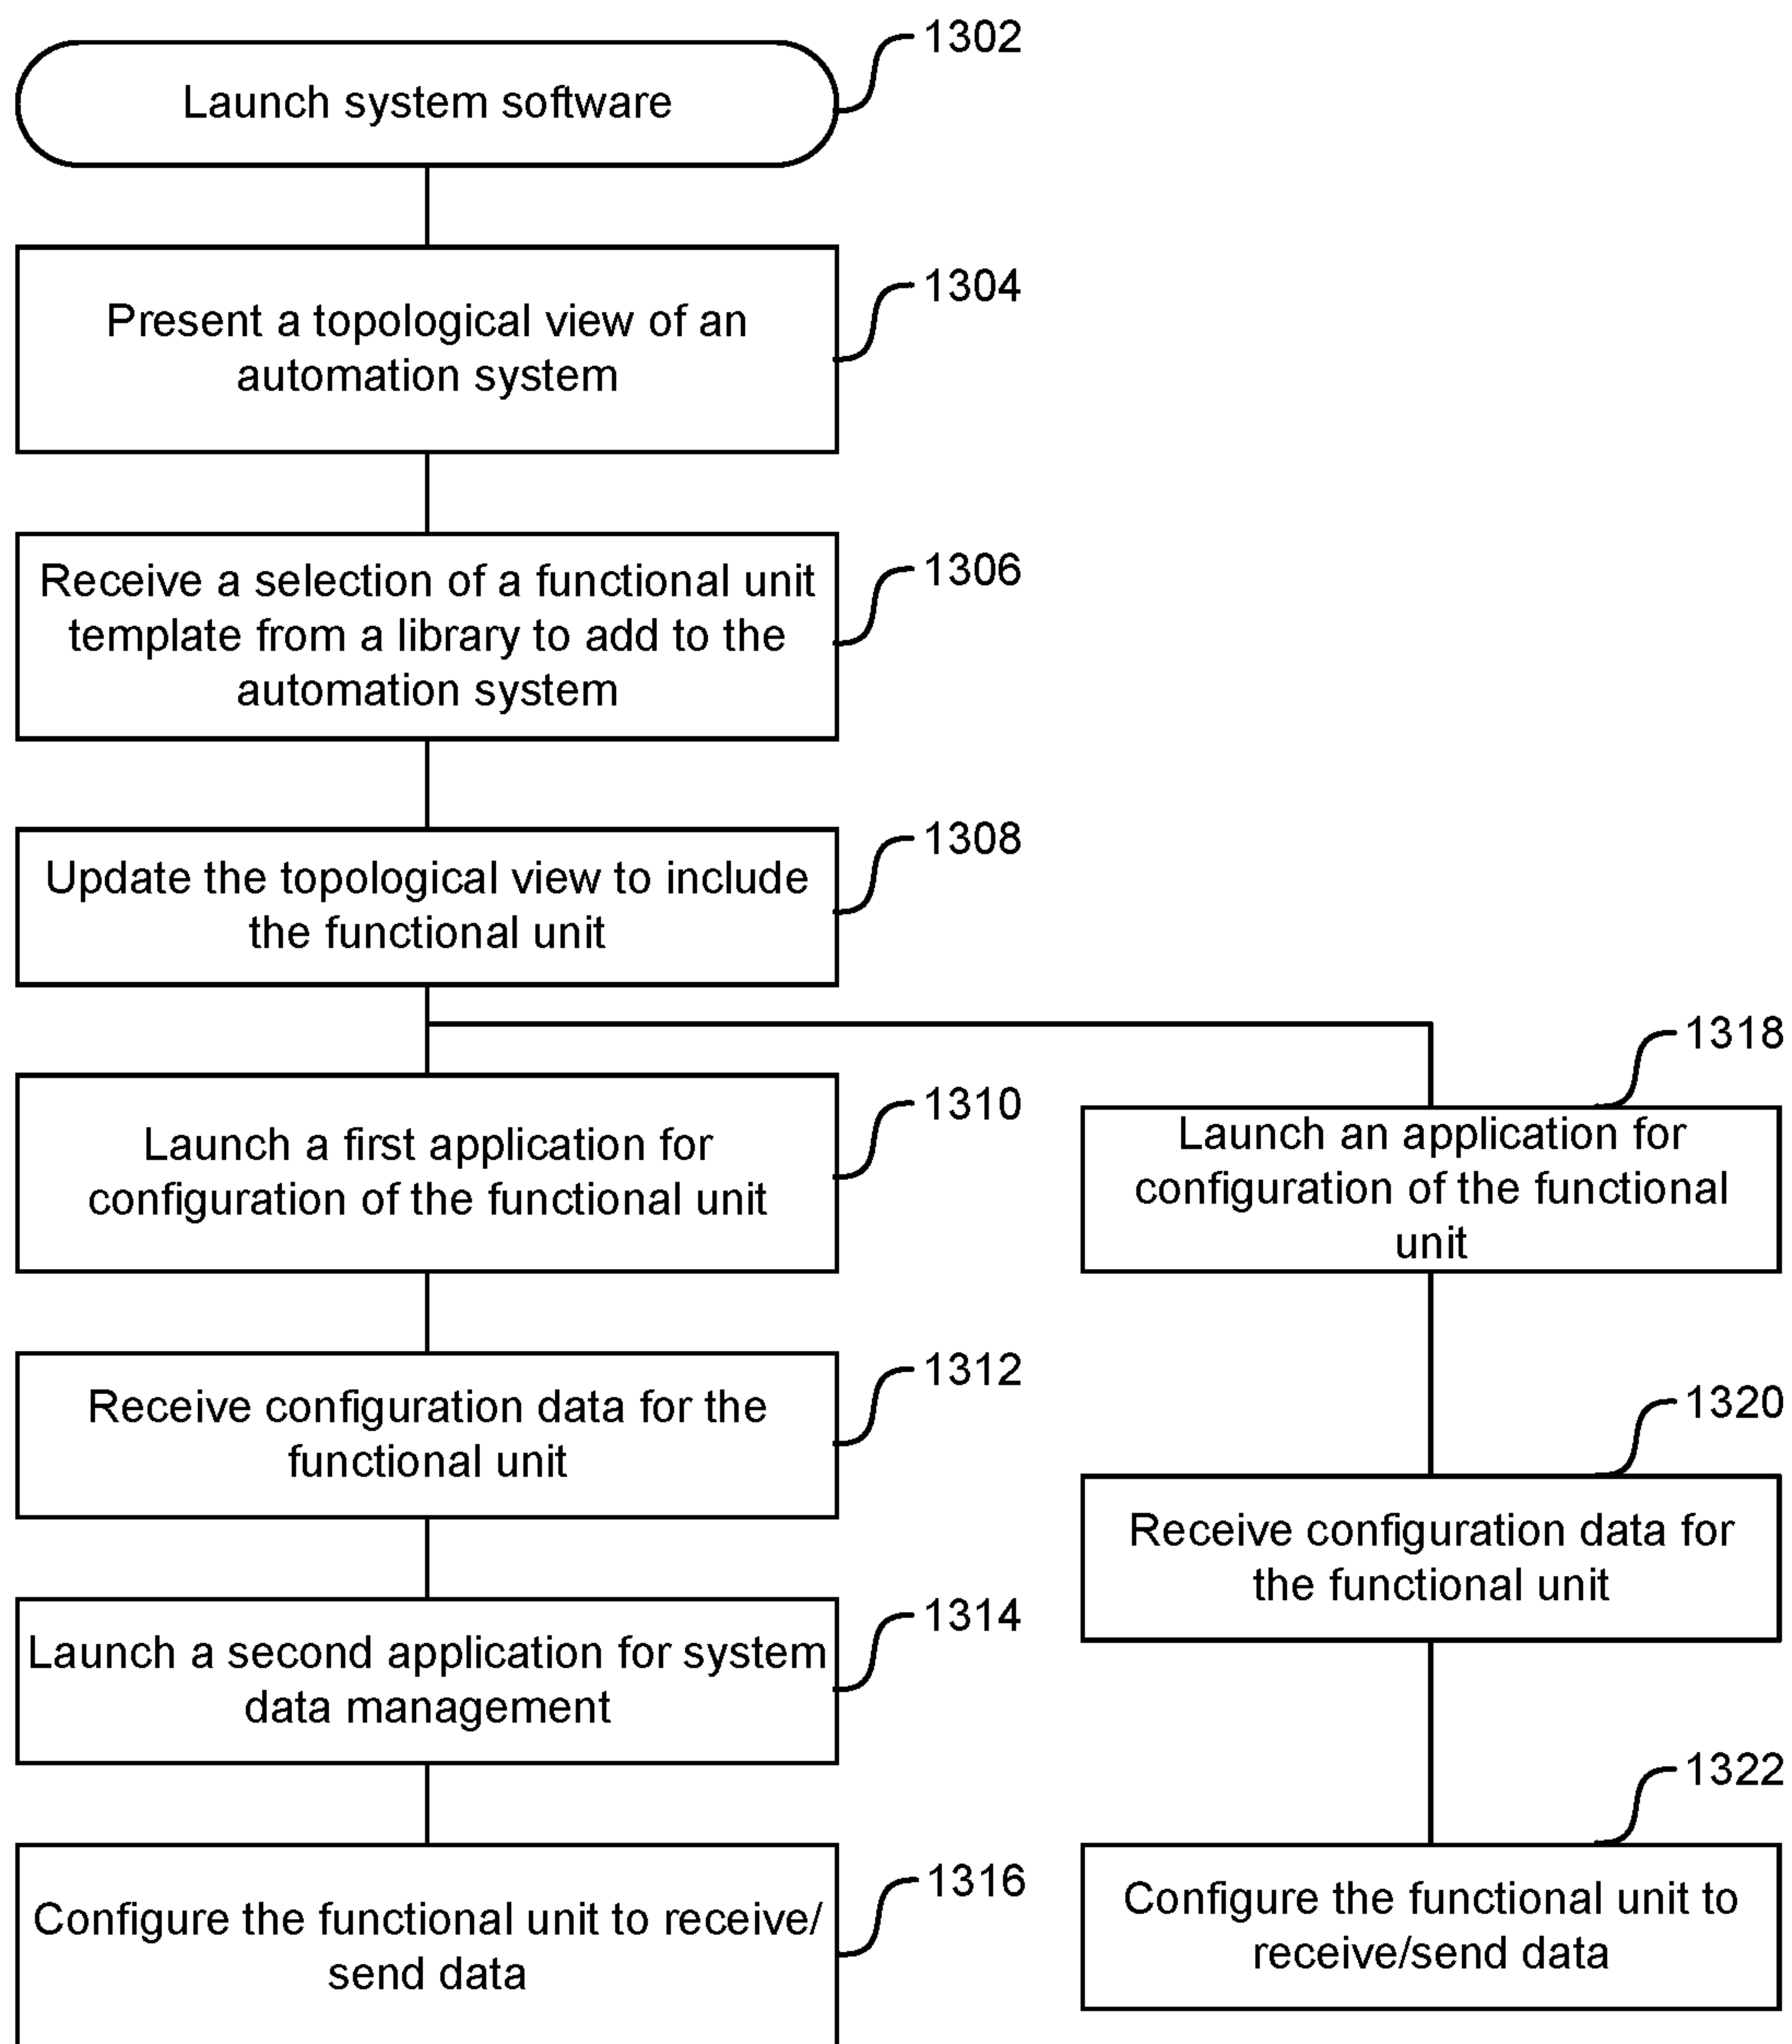 Launch system software
1302
Present a topological view of an
automation system
1304
Receive a selection of a functional unit
template from a library to add to the
automation system
1306
Update the topological view to include
the functional unit
1308
Launch a first application for
configuration of the functional unit
1310
Receive configuration data for the
functional unit
1312
Launch a second application for system
data management
1314
Configure the functional unit to receive/
send data
1316
Launch an application for
configuration of the functional
unit
1318
Receive configuration data for
the functional unit
1320
Configure the functional unit to
receive/send data
1322